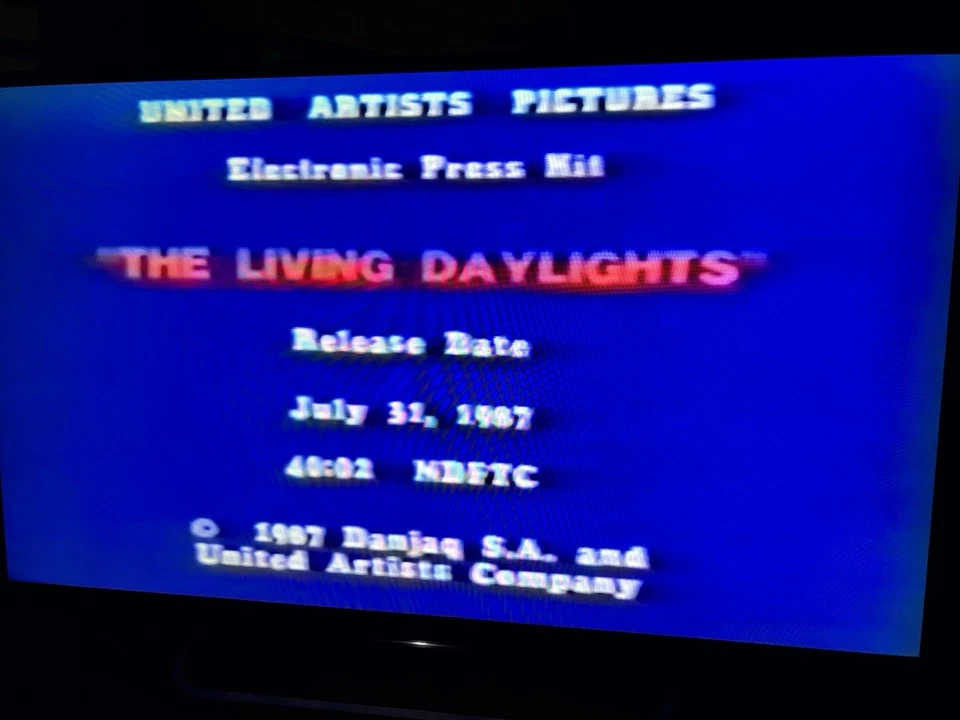 UNITED ARTISTS PICTURES
Electronic Press Kit
"THE LIVING DAYLIGHTS"
Release Date
July 31, 1987
40:02 NDFTC
© 1987 Danjaq S.A. and
United Artists Company